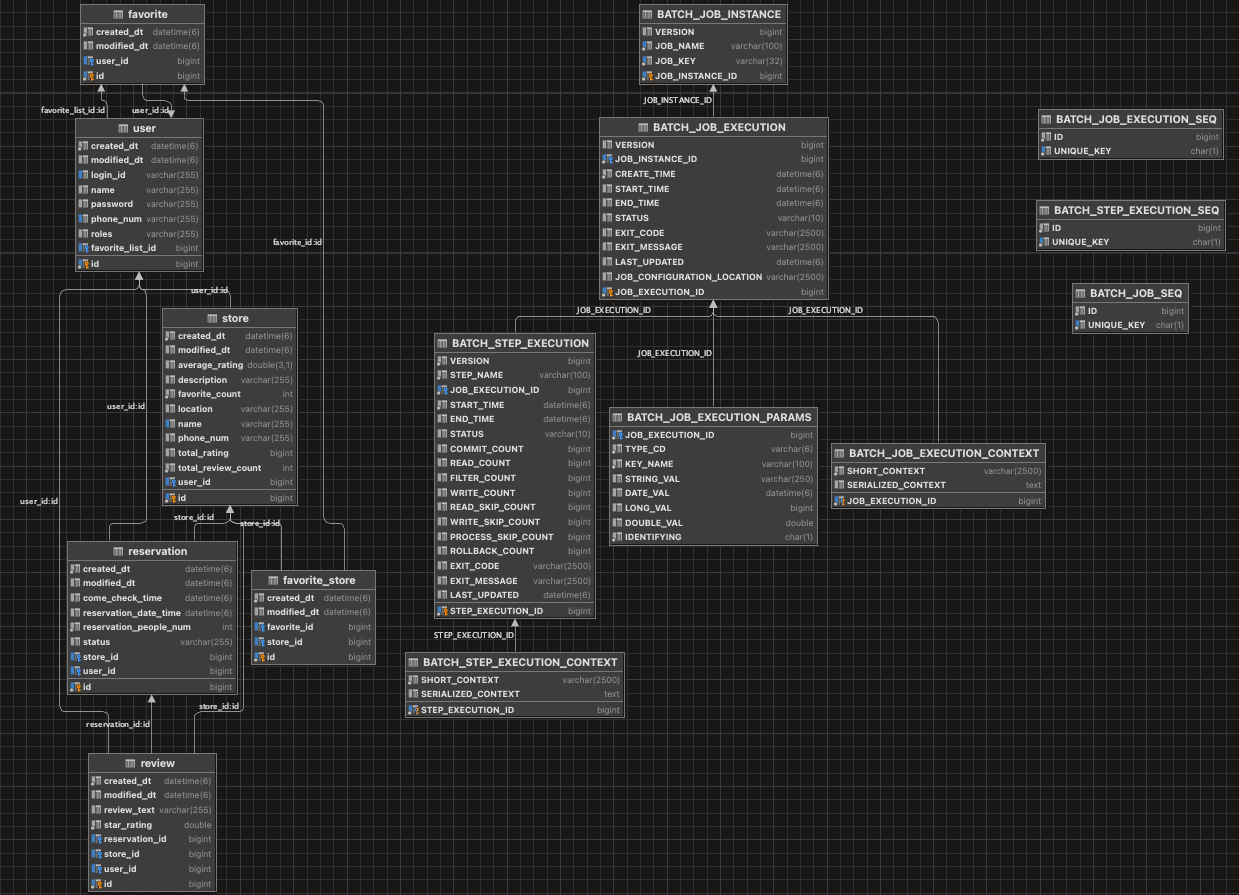 favorite
created_dt datetime(6)
modified_dt datetime(6)
user_id bigint
id bigint
favorite_list_id:id
user_id:id
user
created_dt datetime(6)
modified_dt datetime(6)
login_id varchar(255)
name varchar(255)
password varchar(255)
phone_num varchar(255)
roles varchar(255)
favorite_list_id bigint
id bigint
favorite_id:id
user_id:id
store
created_dt datetime(6)
modified_dt datetime(6)
average_rating double(3,1)
description varchar(255)
favorite_count int
location varchar(255)
name varchar(255)
phone_num varchar(255)
total_rating bigint
total_review_count int
user_id bigint
id bigint
user_id:id
user_id:id
store_id:id
store_id:id
reservation
created_dt datetime(6)
modified_dt datetime(6)
come_check_time datetime(6)
reservation_date_time datetime(6)
reservation_people_num int
status varchar(255)
store_id bigint
user_id bigint
id bigint
favorite_store
created_dt datetime(6)
modified_dt datetime(6)
favorite_id bigint
store_id bigint
id bigint
store_id:id
reservation_id:id
review
created_dt datetime(6)
modified_dt datetime(6)
review_text varchar(255)
star_rating double
reservation_id bigint
store_id bigint
user_id bigint
id bigint
BATCH_JOB_INSTANCE
VERSION bigint
JOB_NAME varchar(100)
JOB_KEY varchar(32)
JOB_INSTANCE_ID bigint
JOB_INSTANCE_ID
BATCH_JOB_EXECUTION
VERSION bigint
JOB_INSTANCE_ID bigint
CREATE_TIME datetime(6)
START_TIME datetime(6)
END_TIME datetime(6)
STATUS varchar(10)
EXIT_CODE varchar(2500)
EXIT_MESSAGE varchar(2500)
LAST_UPDATED datetime(6)
JOB_CONFIGURATION_LOCATION varchar(2500)
JOB_EXECUTION_ID bigint
JOB_EXECUTION_ID
JOB_EXECUTION_ID
JOB_EXECUTION_ID
BATCH_STEP_EXECUTION
VERSION bigint
STEP_NAME varchar(100)
JOB_EXECUTION_ID bigint
START_TIME datetime(6)
END_TIME datetime(6)
STATUS varchar(10)
COMMIT_COUNT bigint
READ_COUNT bigint
FILTER_COUNT bigint
WRITE_COUNT bigint
READ_SKIP_COUNT bigint
WRITE_SKIP_COUNT bigint
PROCESS_SKIP_COUNT bigint
ROLLBACK_COUNT bigint
EXIT_CODE varchar(2500)
EXIT_MESSAGE varchar(2500)
LAST_UPDATED datetime(6)
STEP_EXECUTION_ID bigint
BATCH_JOB_EXECUTION_PARAMS
JOB_EXECUTION_ID bigint
TYPE_CD varchar(6)
KEY_NAME varchar(100)
STRING_VAL varchar(250)
DATE_VAL datetime(6)
LONG_VAL bigint
DOUBLE_VAL double
IDENTIFYING char(1)
BATCH_JOB_EXECUTION_CONTEXT
SHORT_CONTEXT varchar(2500)
SERIALIZED_CONTEXT text
JOB_EXECUTION_ID bigint
STEP_EXECUTION_ID
BATCH_STEP_EXECUTION_CONTEXT
SHORT_CONTEXT varchar(2500)
SERIALIZED_CONTEXT text
STEP_EXECUTION_ID bigint
BATCH_JOB_EXECUTION_SEQ
ID bigint
UNIQUE_KEY char(1)
BATCH_STEP_EXECUTION_SEQ
ID bigint
UNIQUE_KEY char(1)
BATCH_JOB_SEQ
ID bigint
UNIQUE_KEY char(1)